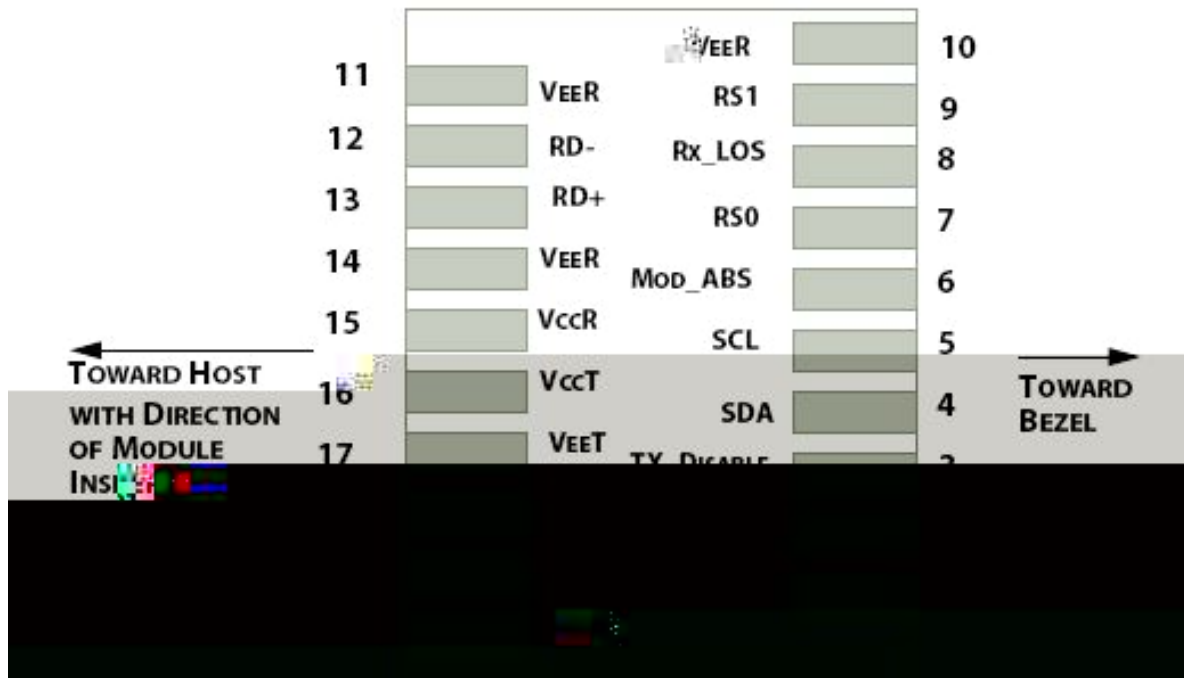 VEER 10
11 VEER
RS1 9
12 RD-
Rx_LOS 8
13 RD+
RS0 7
14 VEER
MOD_ABS 6
15 VCCR
SCL 5
TOWARD HOST
WITH DIRECTION
OF MODULE
16 VCCT
SDA 4
TOWARD
BEZEL
17 VEET
TX_DISABLE